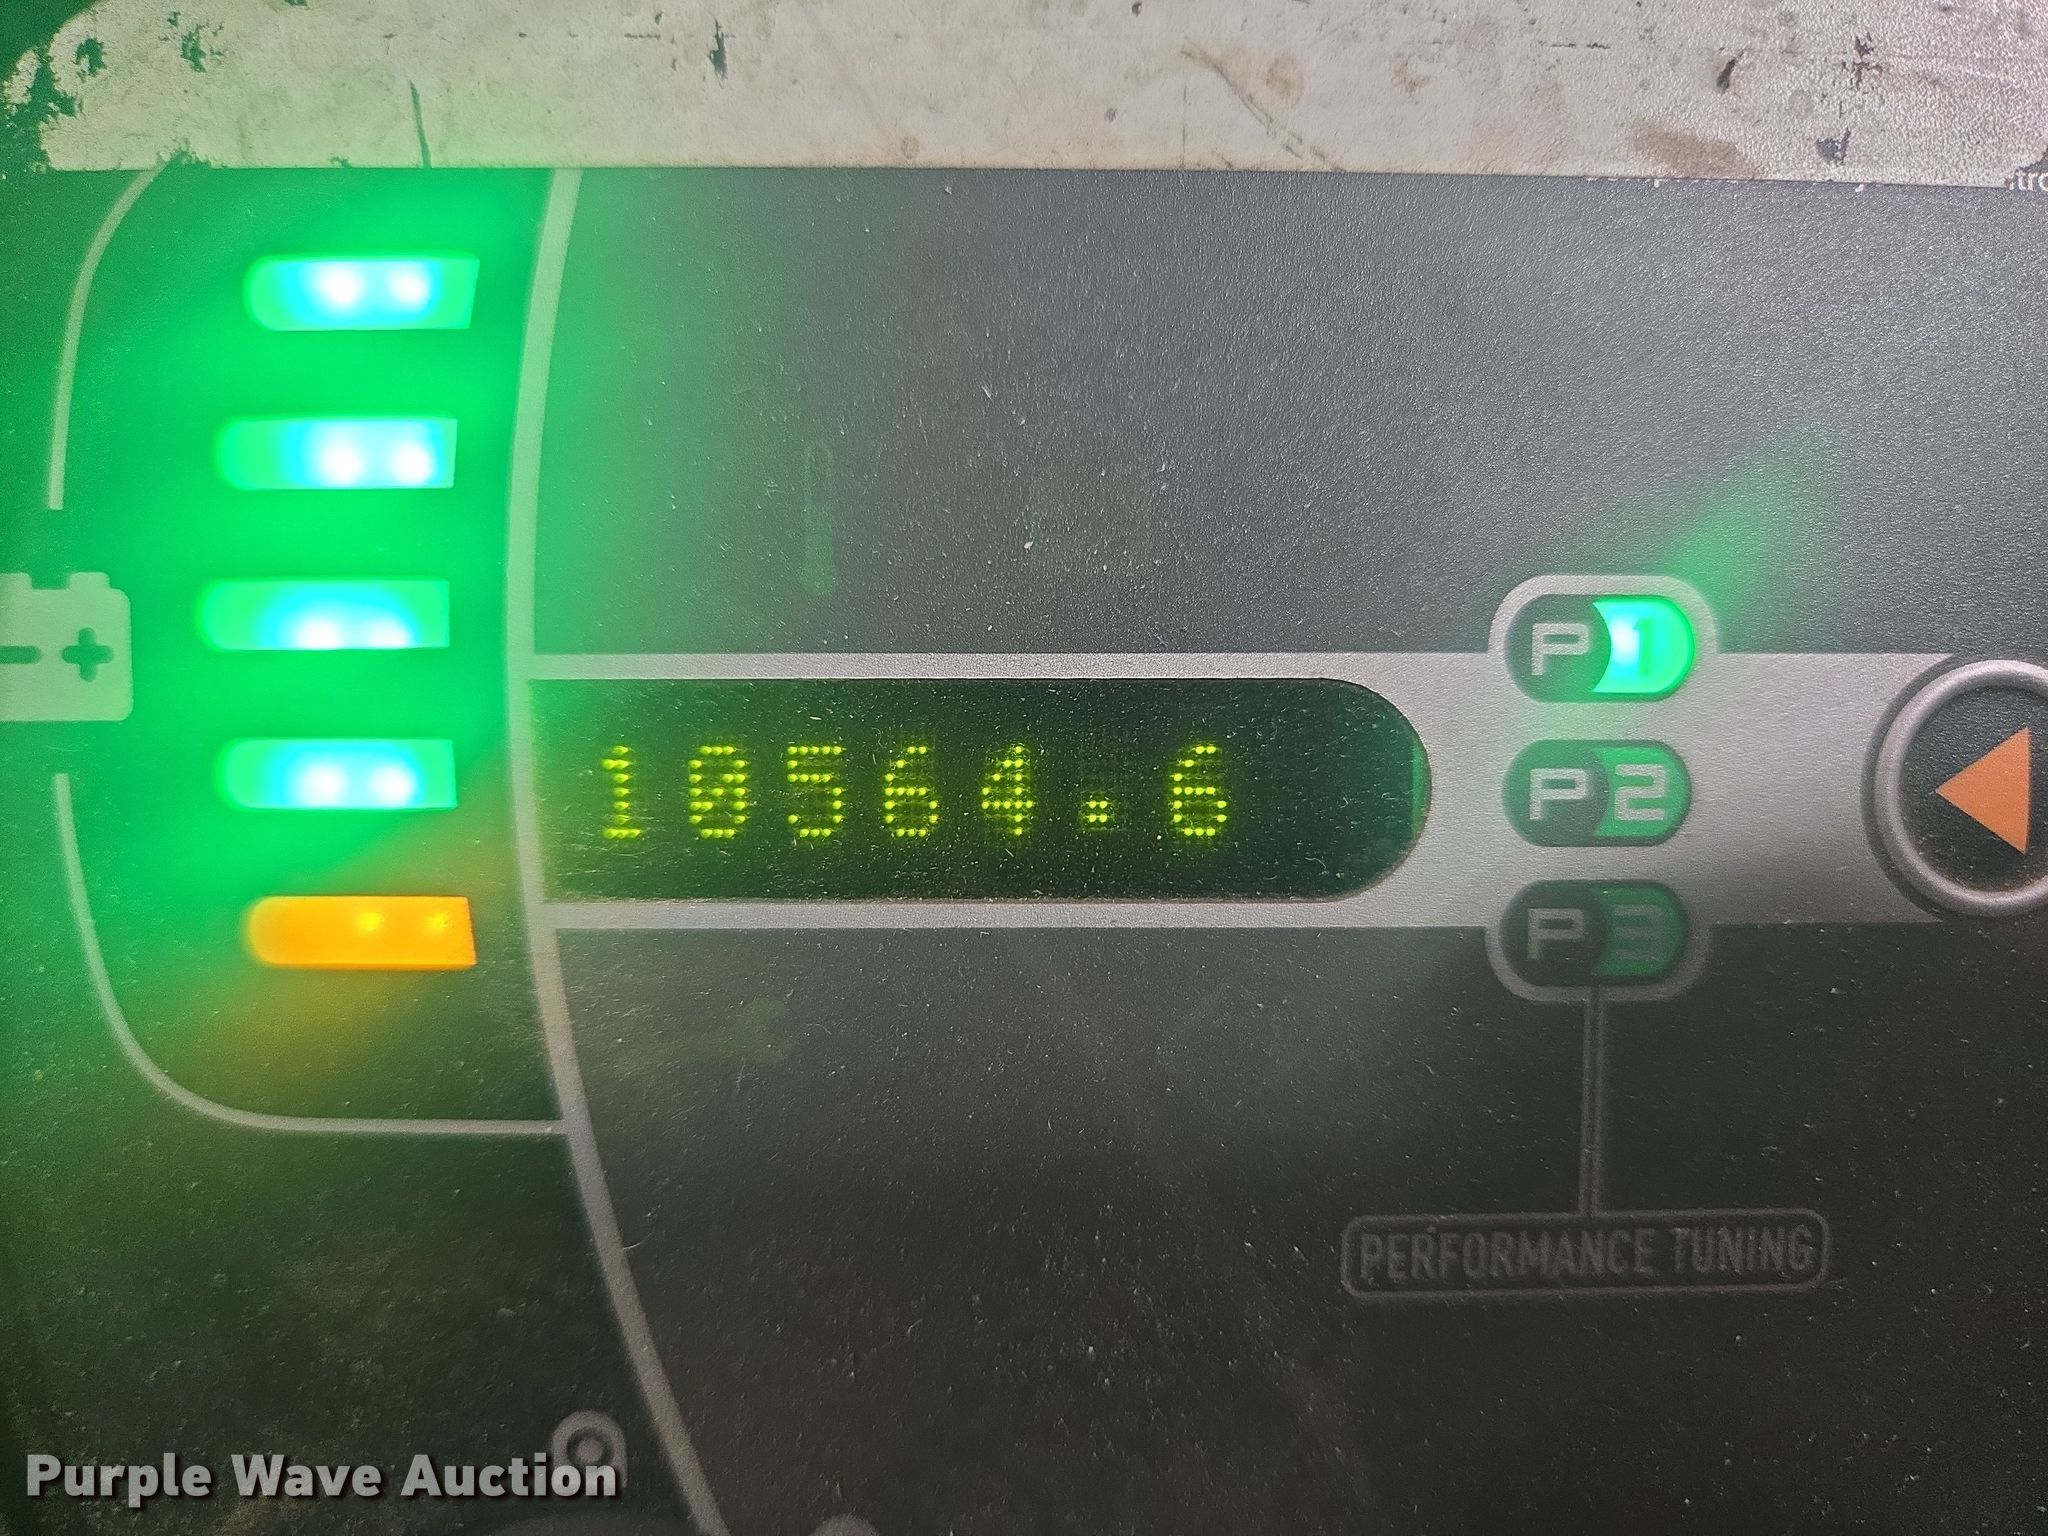 P1
10564.6
P2
P3
PERFORMANCE TUNING
Purple Wave Auction